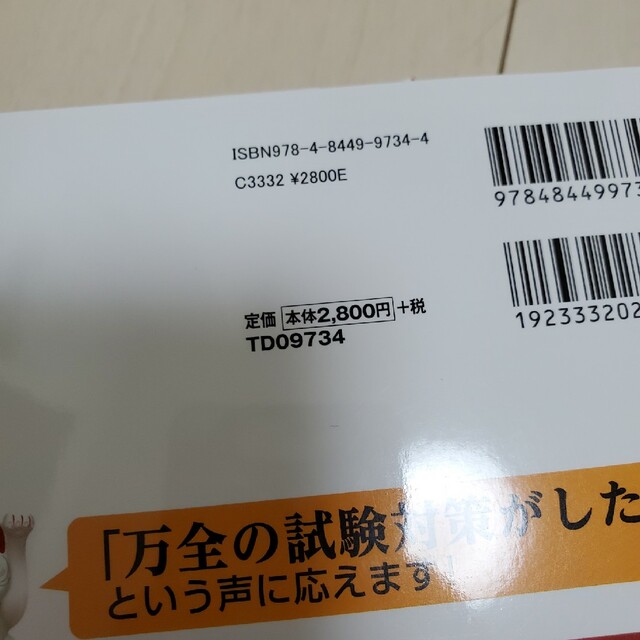 ISBN978-4-8449-9734-4
C3332 ¥2800E
97848449973
192333202
定価 本体2,800円 +税
TD09734
「万全の試験対策がした
という声に応えます